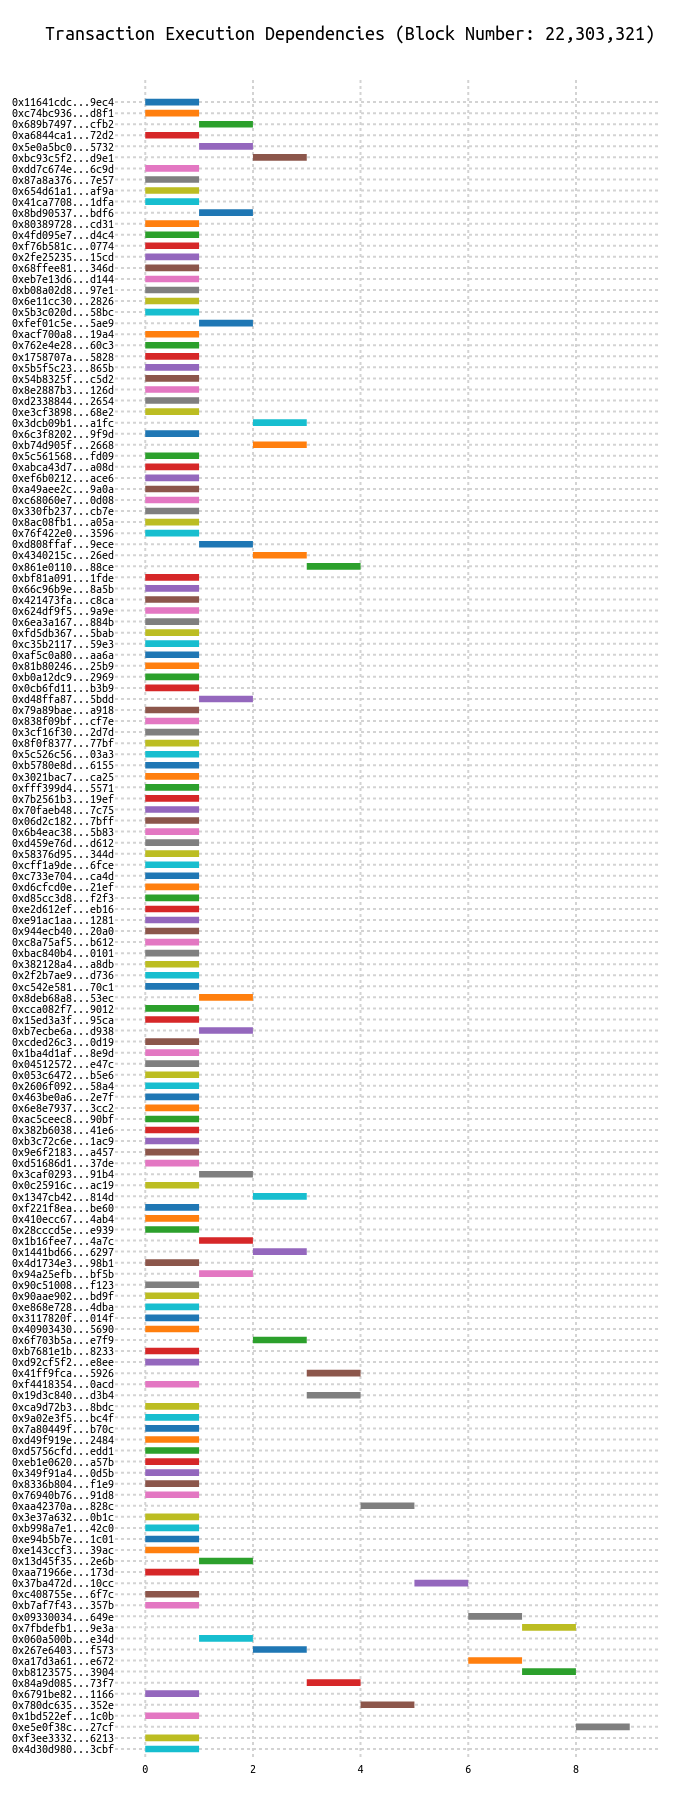 Transaction Execution Dependencies (Block Number: 22,303,321)
0x11641cdc...9ec4
0xc74bc936...d8f1
0x689b7497...cfb2
0xa6844ca1...72d2
0x5e0a5bc0...5732
0xbc93c5f2...d9e1
0xdd7c674e...6c9d
0x87a8a376...7e57
0x654d61a1...af9a
0x41ca7708...1dfa
0x8bd90537...bdf6
0x80389728...cd31
0x4fd095e7...d4c4
0xf76b581c...0774
0x2fe25235...15cd
0x68ffee81...346d
0xeb7e13d6...d144
0xb08a02d8...97e1
0x6e11cc30...2826
0x5b3c020d...58bc
0xfef01c5e...5ae9
0xacf700a8...19a4
0x762e4e28...60c3
0x1758707a...5828
0x5b5f5c23...865b
0x54b8325f...c5d2
0x8e2887b3...126d
0xd2338844...2654
0xe3cf3898...68e2
0x3dcb09b1...a1fc
0x6c3f8202...9f9d
0xb74d905f...2668
0x5c561568...fd09
0xabca43d7...a08d
0xef6b0212...ace6
0xa49aee2c...9a0a
0xc68060e7...0d08
0x330fb237...cb7e
0x8ac08fb1...a05a
0x76f422e0...3596
0xd808ffaf...9ece
0x4340215c...26ed
0x861e0110...88ce
0xbf81a091...1fde
0x66c96b9e...8a5b
0x421473fa...c8ca
0x624df9f5...9a9e
0x6ea3a167...884b
0xfd5db367...5bab
0xc35b2117...59e3
0xaf5c0a80...aa6a
0x81b80246...25b9
0xb0a12dc9...2969
0x0cb6fd11...b3b9
0xd48ffa87...5bdd
0x79a89bae...a918
0x838f09bf...cf7e
0x3cf16f30...2d7d
0x8f0f8377...77bf
0x5c526c56...03a3
0xb5780e8d...6155
0x3021bac7...ca25
0xfff399d4...5571
0x7b2561b3...19ef
0x70faeb48...7c75
0x06d2c182...7bff
0x6b4eac38...5b83
0xd459e76d...d612
0x58376d95...344d
0xcff1a9de...6fce
0xc733e704...ca4d
0xd6cfcd0e...21ef
0xd85cc3d8...f2f3
0xe2d612ef...eb16
0xe91ac1aa...1281
0x944ecb40...20a0
0xc8a75af5...b612
0xbac840b4...0101
0x382128a4...a8db
0x2f2b7ae9...d736
0xc542e581...70c1
0x8deb68a8...53ec
0xcca082f7...9012
0x15ed3a3f...95ca
0xb7ecbe6a...d938
0xcded26c3...0d19
0x1ba4d1af...8e9d
0x04512572...e47c
0x053c6472...b5e6
0x2606f092...58a4
0x463be0a6...2e7f
0x6e8e7937...3cc2
0xac5ceec8...90bf
0x382b6038...41e6
0xb3c72c6e...1ac9
0x9e6f2183...a457
0xd51686d1...37de
0x3caf0293...91b4
0x0c25916c...ac19
0x1347cb42...814d
0xf221f8ea...be60
0x410ecc67...4ab4
0x28cccd5e...e939
0x1b16fee7...4a7c
0x1441bd66...6297
0x4d1734e3...98b1
0x94a25efb...bf5b
0x90c51008...f123
0x90aae902...bd9f
0xe868e728...4dba
0x3117820f...014f
0x40903430...5690
0x6f703b5a...e7f9
0xb7681e1b...8233
0xd92cf5f2...e8ee
0x41ff9fca...5926
0xf4418354...0acd
0x19d3c840...d3b4
0xca9d72b3...8bdc
0x9a02e3f5...bc4f
0x7a80449f...b70c
0xd49f919e...2484
0xd5756cfd...edd1
0xeb1e0620...a57b
0x349f91a4...0d5b
0x8336b804...f1e9
0x76940b76...91d8
0xaa42370a...828c
0x3e37a632...0b1c
0xb998a7e1...42c0
0xe94b5b7e...1c01
0xe143ccf3...39ac
0x13d45f35...2e6b
0xaa71966e...173d
0x37ba472d...10cc
0xc408755e...6f7c
0xb7af7f43...357b
0x09330034...649e
0x7fbdefb1...9e3a
0x060a500b...e34d
0x267e6403...f573
0xa17d3a61...e672
0xb8123575...3904
0x84a9d085...73f7
0x6791be82...1166
0x780dc635...352e
0x1bd522ef...1c0b
0xe5e0f38c...27cf
0xf3ee3332...6213
0x4d30d980...3cbf
0 2 4 6 8